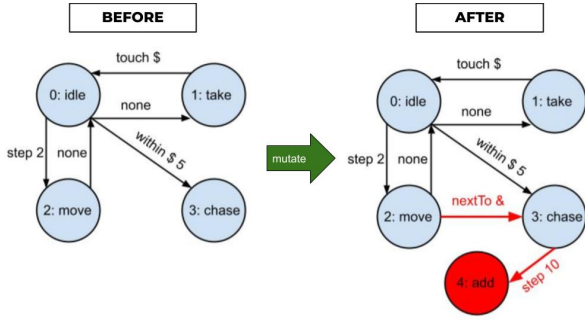 BEFORE
AFTER
touch $
0: idle
1: take
none
step 2
none
within $ 5
2: move
3: chase
mutate
touch $
0: idle
1: take
none
step 2
none
within $ 5
nextTo &
2: move
3: chase
step 10
4: add